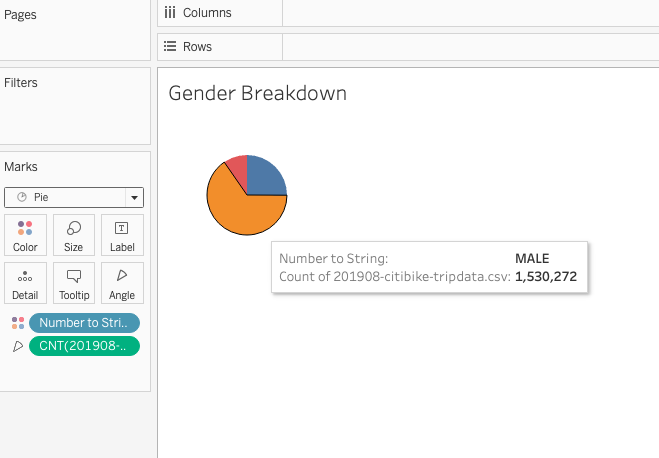 Pages
Columns
Rows
Filters
Gender Breakdown
Marks
Pie
Color
Size
Label
Detail
Tooltip
Angle
Number to String: MALE
Count of 201908-citibike-tripdata.csv: 1,530,272
Number to Stri..
CNT(201908-..